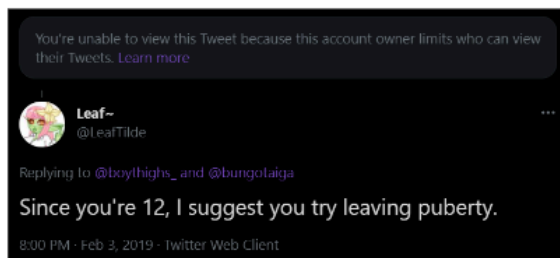 You're unable to view this Tweet because this account owner limits who can view
their Tweets. Learn more
Leaf~
@LeafTilde
Replying to @boythighs_ and @bungotaiga
Since you're 12, I suggest you try leaving puberty.
8:00 PM · Feb 3, 2019 · Twitter Web Client